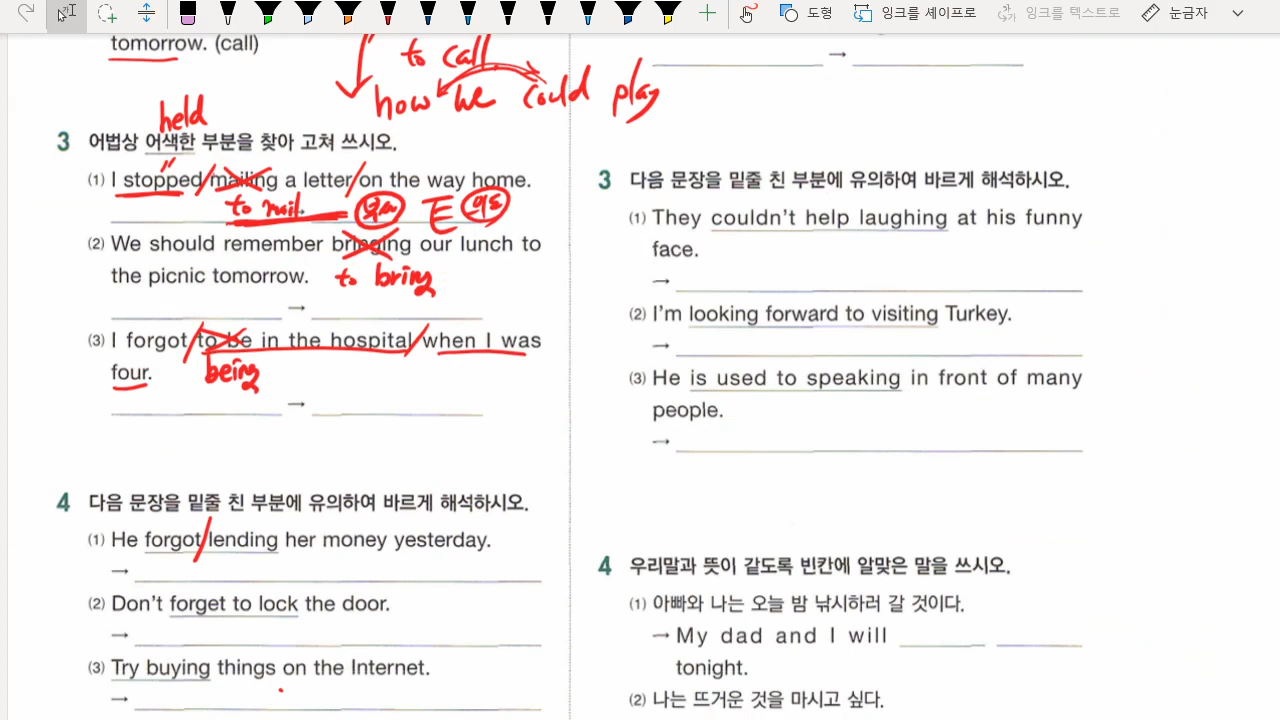 도형
잉크를 셰이프로
잉크를 텍스트로
눈금자
tomorrow. (call)
to call
how we could play
held
3 어법상 어색한 부분을 찾아 고쳐 쓰시오.
(1) I stopped mailing a letter on the way home.
to mail 부사 E 의도
(2) We should remember bringing our lunch to
the picnic tomorrow. to bring
→
(3) I forgot to be in the hospital when I was
four. being
→
4 다음 문장을 밑줄 친 부분에 유의하여 바르게 해석하시오.
(1) He forgot lending her money yesterday.
→
(2) Don't forget to lock the door.
→
(3) Try buying things on the Internet.
→
→
3 다음 문장을 밑줄 친 부분에 유의하여 바르게 해석하시오.
(1) They couldn't help laughing at his funny
face.
→
(2) I'm looking forward to visiting Turkey.
→
(3) He is used to speaking in front of many
people.
→
4 우리말과 뜻이 같도록 빈칸에 알맞은 말을 쓰시오.
(1) 아빠와 나는 오늘 밤 낚시하러 갈 것이다.
→ My dad and I will
tonight.
(2) 나는 뜨거운 것을 마시고 싶다.